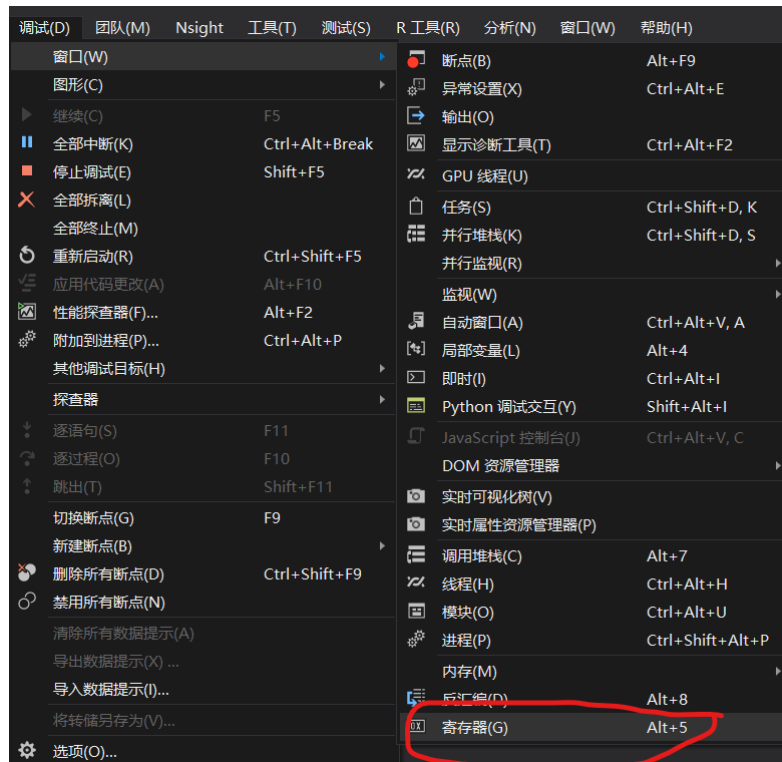 调试(D) 团队(M) Nsight 工具(T) 测试(S) R 工具(R) 分析(N) 窗口(W) 帮助(H)
窗口(W)
图形(C)
继续(C) F5
全部中断(K) Ctrl+Alt+Break
停止调试(E) Shift+F5
全部拆离(L)
全部终止(M)
重新启动(R) Ctrl+Shift+F5
应用代码更改(A) Alt+F10
性能探查器(F)... Alt+F2
附加到进程(P)... Ctrl+Alt+P
其他调试目标(H)
探查器
逐语句(S) F11
逐过程(O) F10
跳出(T) Shift+F11
切换断点(G) F9
新建断点(B)
删除所有断点(D) Ctrl+Shift+F9
禁用所有断点(N)
清除所有数据提示(A)
导出数据提示(X) ...
导入数据提示(I)...
将转储另存为(V)...
选项(O)...
断点(B) Alt+F9
异常设置(X) Ctrl+Alt+E
输出(O)
显示诊断工具(T) Ctrl+Alt+F2
GPU 线程(U)
任务(S) Ctrl+Shift+D, K
并行堆栈(K) Ctrl+Shift+D, S
并行监视(R)
监视(W)
自动窗口(A) Ctrl+Alt+V, A
局部变量(L) Alt+4
即时(I) Ctrl+Alt+I
Python 调试交互(Y) Shift+Alt+I
JavaScript 控制台(J) Ctrl+Alt+V, C
DOM 资源管理器
实时可视化树(V)
实时属性资源管理器(P)
调用堆栈(C) Alt+7
线程(H) Ctrl+Alt+H
模块(O) Ctrl+Alt+U
进程(P) Ctrl+Shift+Alt+P
内存(M)
反汇编(D) Alt+8
寄存器(G) Alt+5